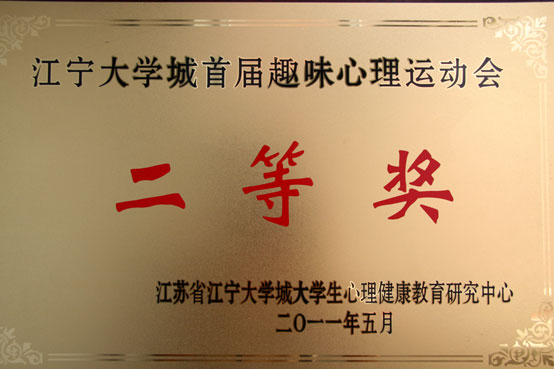 江宁大学城首届趣味心理运动会
二等奖
江苏省江宁大学城大学生心理健康教育研究中心
二〇一一年五月